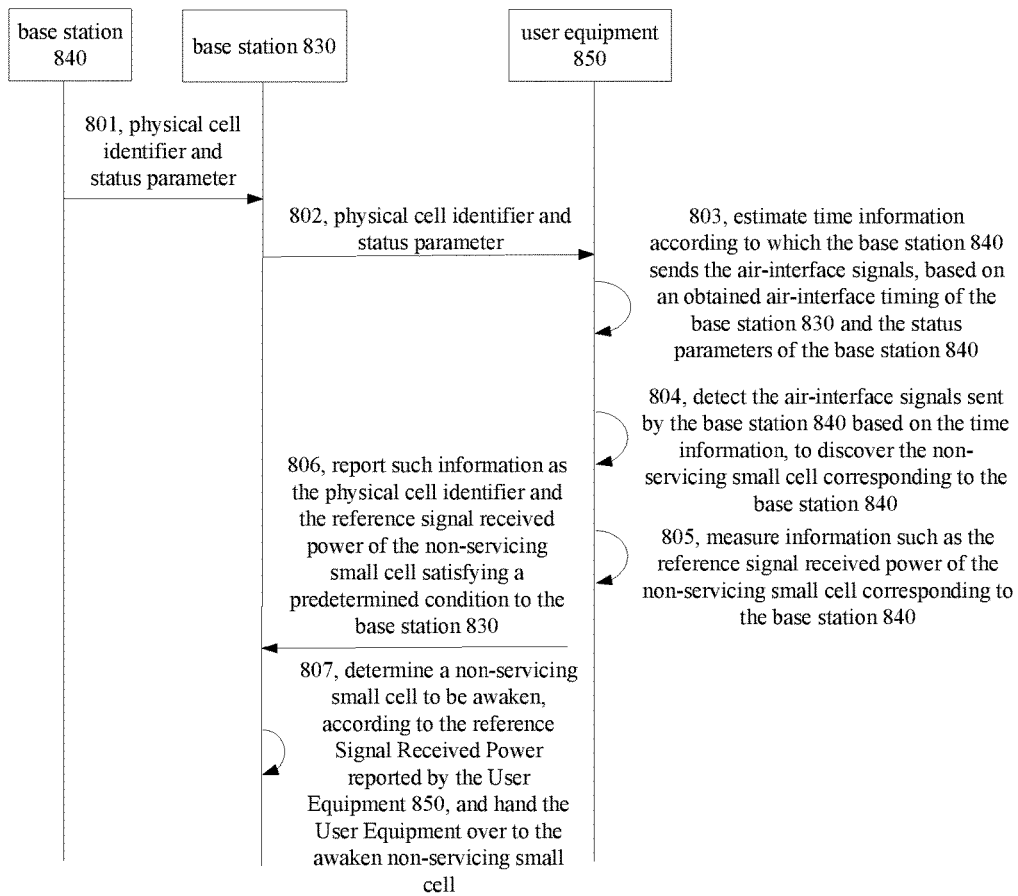 base station
840
base station 830
user equipment
850
801, physical cell
identifier and
status parameter
802, physical cell identifier and
status parameter
803, estimate time information
according to which the base station 840
sends the air-interface signals, based on
an obtained air-interface timing of the
base station 830 and the status
parameters of the base station 840
804, detect the air-interface signals sent
by the base station 840 based on the time
information, to discover the non-
servicing small cell corresponding to the
base station 840
805, measure information such as the
reference signal received power of the
non-servicing small cell corresponding to
the base station 840
806, report such information as
the physical cell identifier and
the reference signal received
power of the non-servicing
small cell satisfying a
predetermined condition to the
base station 830
807, determine a non-servicing
small cell to be awaken,
according to the reference
Signal Received Power
reported by the User
Equipment 850, and hand the
User Equipment over to the
awaken non-servicing small
cell